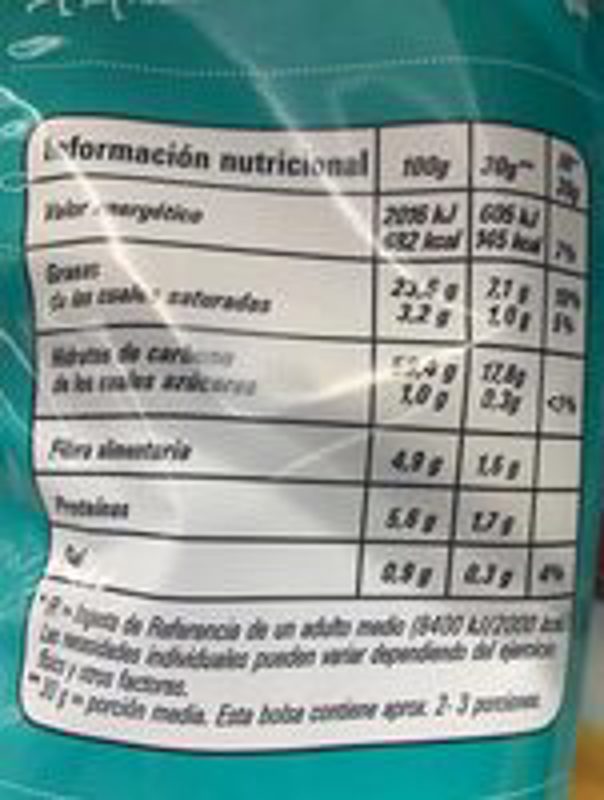 Información nutricional 100g 30g**
Valor energético 2016 kJ 605 kJ
482 kcal 145 kcal 7%
Grasas 7,1 g 10%
de las cuales saturadas 3,2 g 1,0 g 5%
Hidratos de carbono 17,8g
de los cuales azúcares 1,0 g 0,3g <1%
Fibra alimentaria 4,9 g 1,5 g
Proteínas 5,6 g 1,7 g
Sal 0,9 g 0,3 g 4%
Ingesta de Referencia de un adulto medio (8400 kJ/2000 kcal)
Las necesidades individuales pueden variar dependiendo del ejercicio
físico y otros factores.
**30 g = porción media. Esta bolsa contiene aprox. 2-3 porciones.